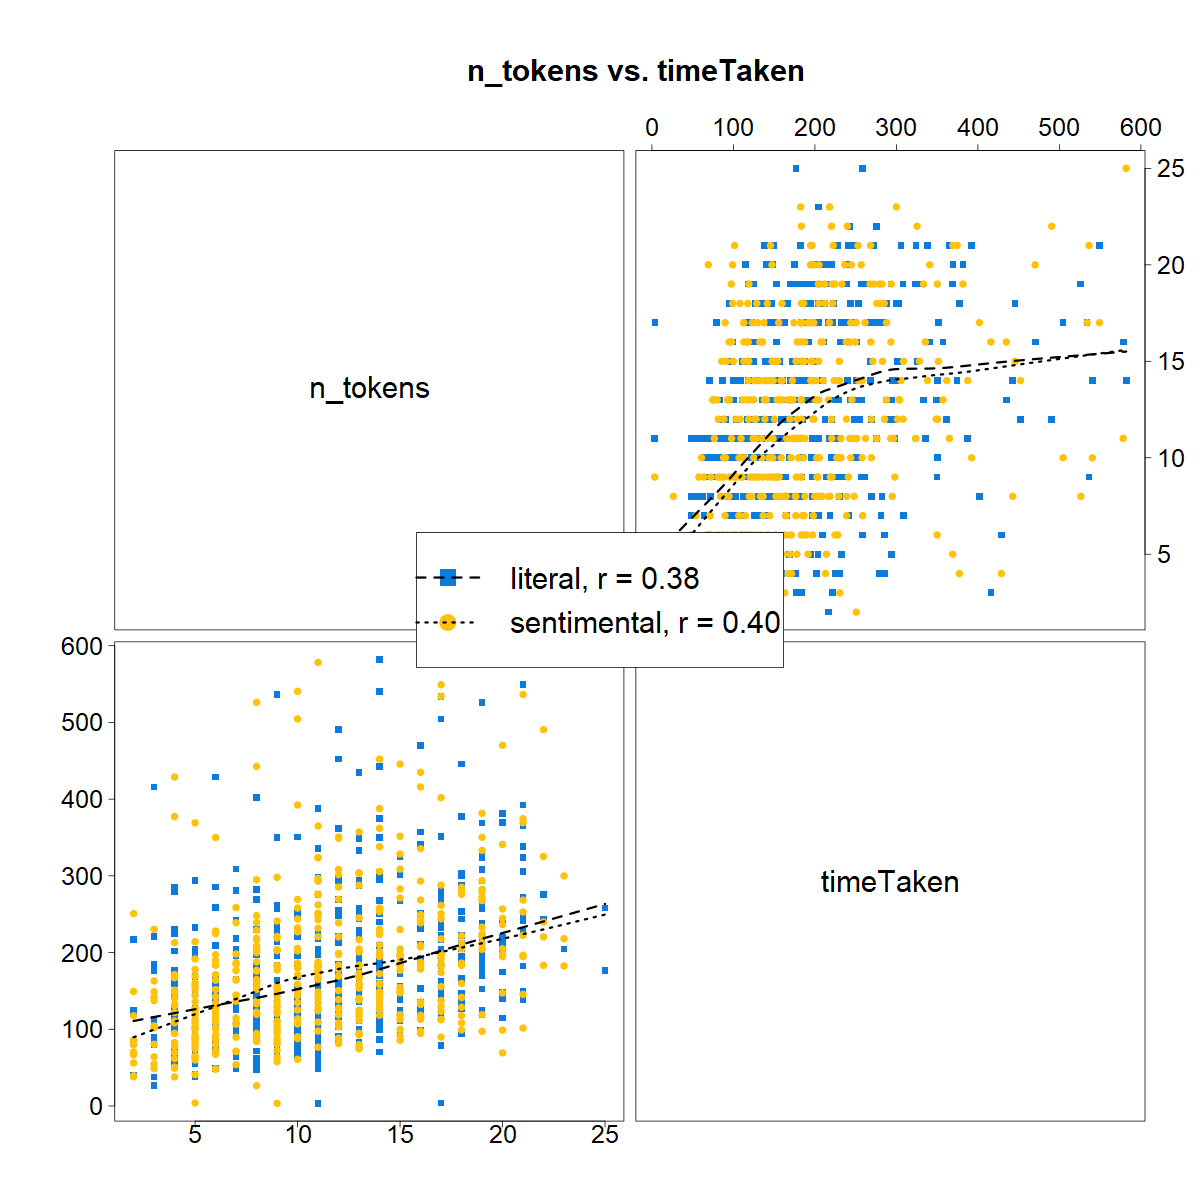 n_tokens vs. timeTaken
0 100 200 300 400 500 600
n_tokens
25
20
15
10
5
literal, r = 0.38
sentimental, r = 0.40
600
500
400
300
200
100
0
timeTaken
5 10 15 20 25